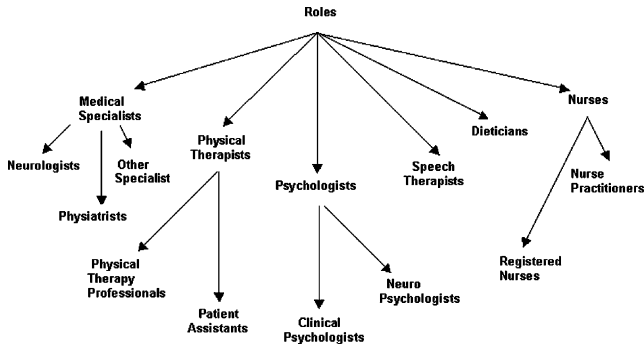 Roles
Medical
Specialists
Physical
Therapists
Psychologists
Speech
Therapists
Dieticians
Nurses
Neurologists
Other
Specialist
Physiatrists
Nurse
Practitioners
Physical
Therapy
Professionals
Patient
Assistants
Clinical
Psychologists
Neuro
Psychologists
Registered
Nurses